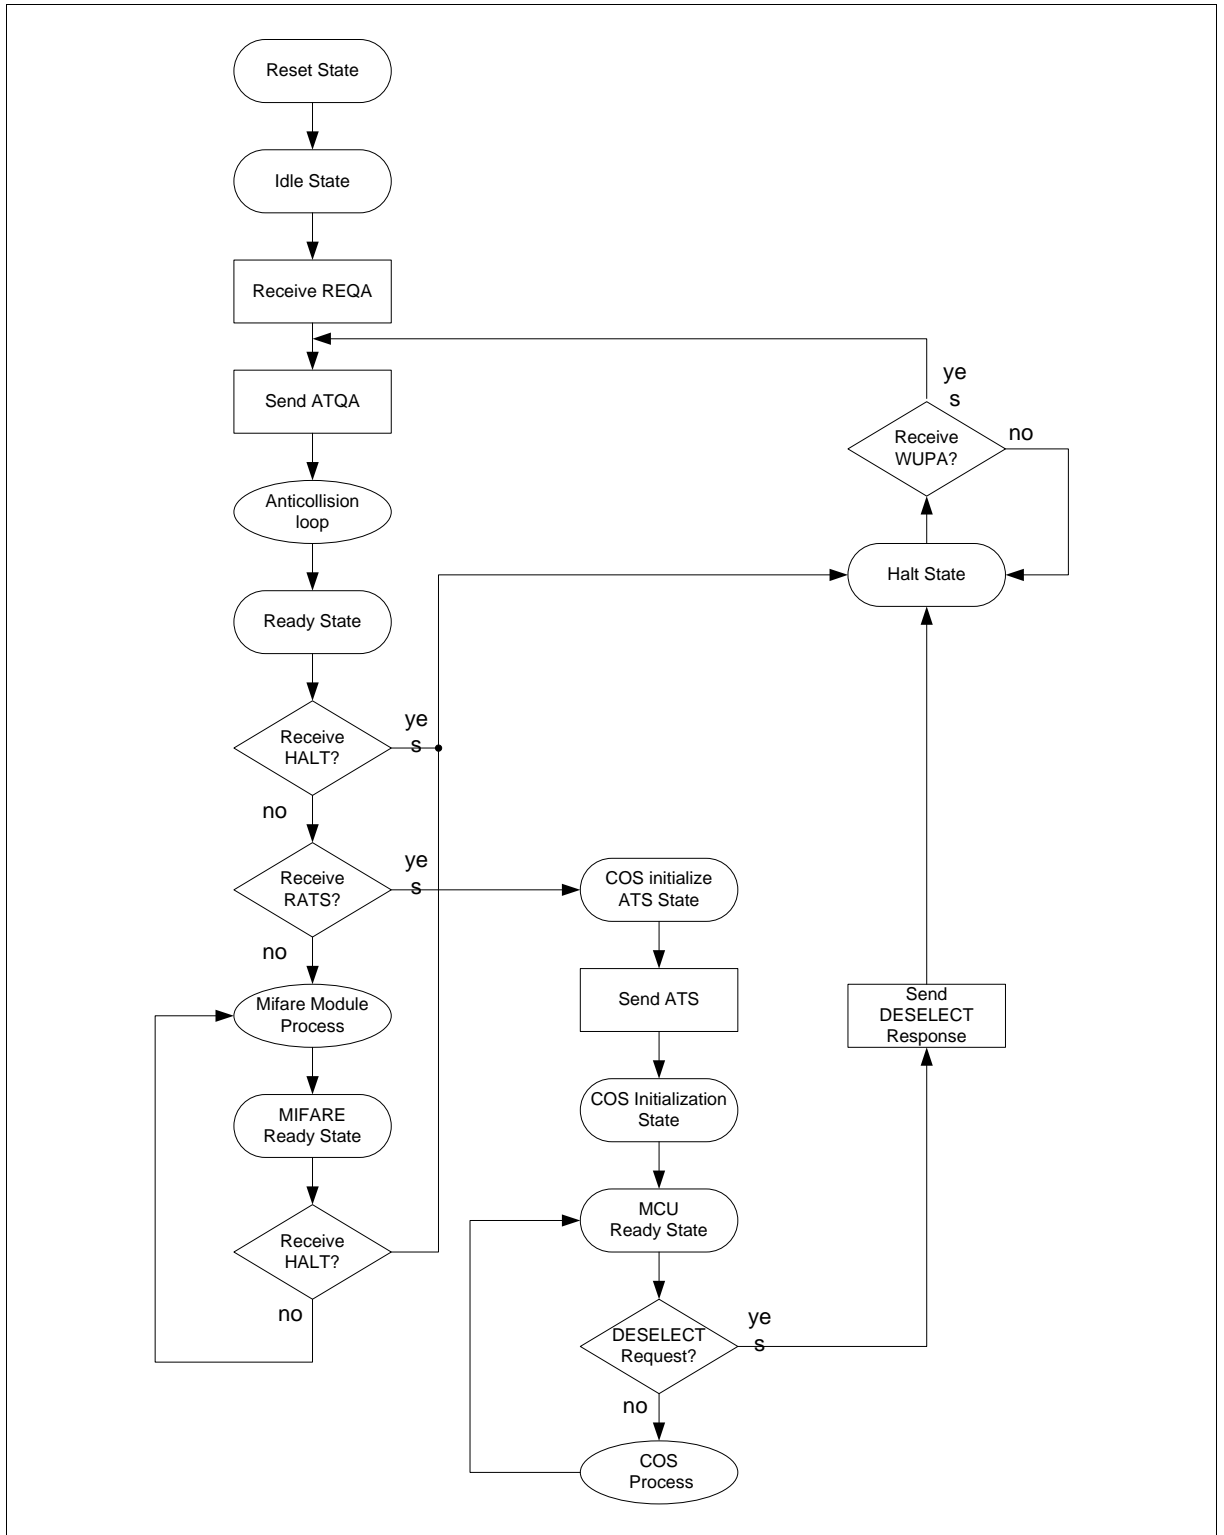 Reset State
Idle State
Receive REQA
Send ATQA
ye
s
Receive
WUPA?
no
Anticollision
loop
Halt State
Ready State
Receive
HALT?
ye
s
no
Receive
RATS?
ye
s
no
COS initialize
ATS State
Mifare Module
Process
Send ATS
Send
DESELECT
Response
MIFARE
Ready State
COS Initialization
State
Receive
HALT?
no
MCU
Ready State
DESELECT
Request?
ye
s
no
COS
Process